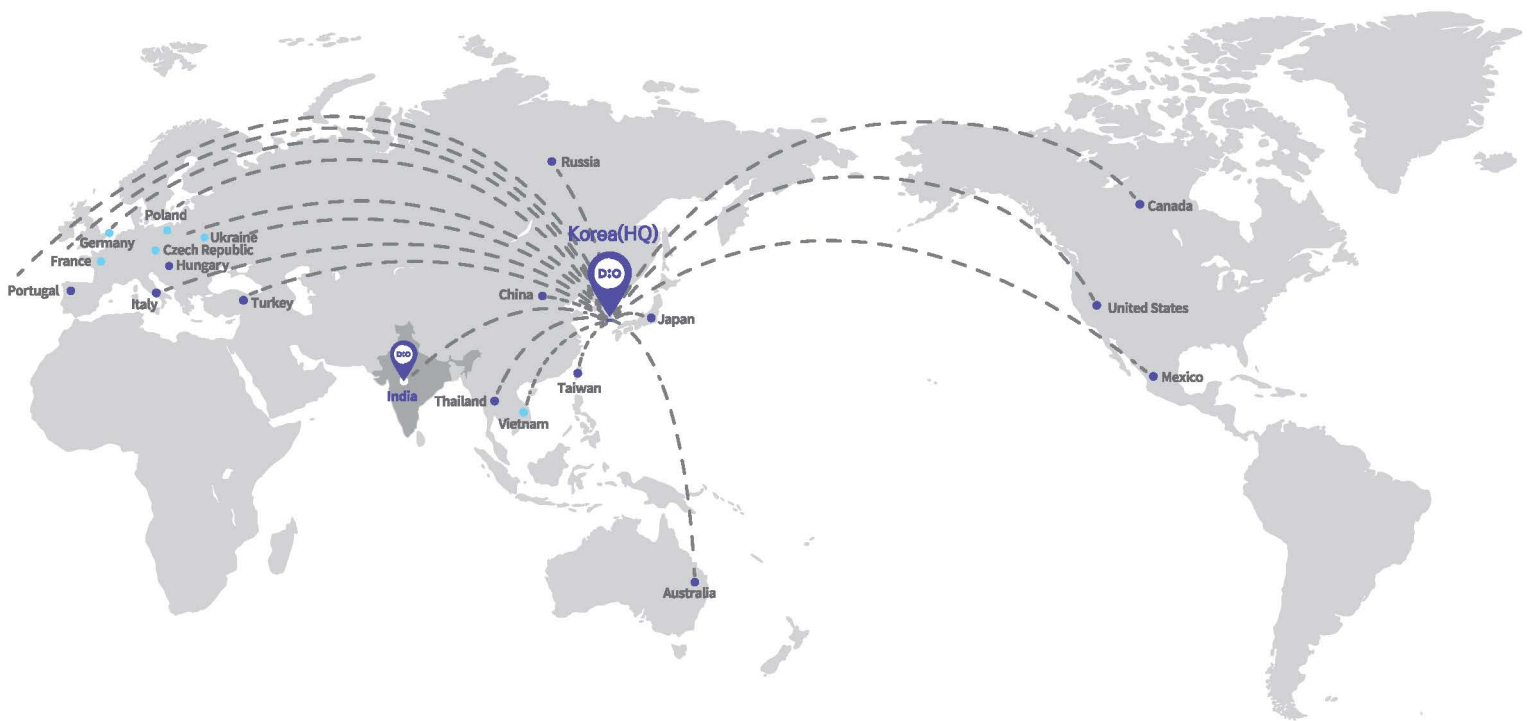 Russia
Canada
Poland
Korea(HQ)
Germany
Ukraine
Czech Republic
France
Hungary
D:O
Portugal
Italy
Turkey
China
Japan
United States
D:O
India
Thailand
Taiwan
Mexico
Vietnam
Australia